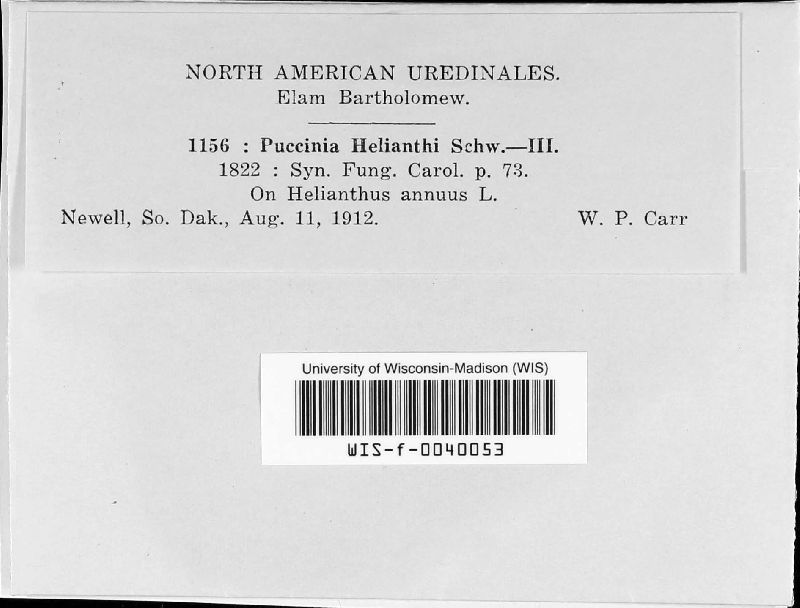 NORTH AMERICAN UREDINALES.
Elam Bartholomew.
1156 : Puccinia Helianthi Schw.—III.
1822 : Syn. Fung. Carol. p. 73.
On Helianthus annuus L.
Newell, So. Dak., Aug. 11, 1912. W. P. Carr
University of Wisconsin-Madison (WIS)
WIS-f-0040053